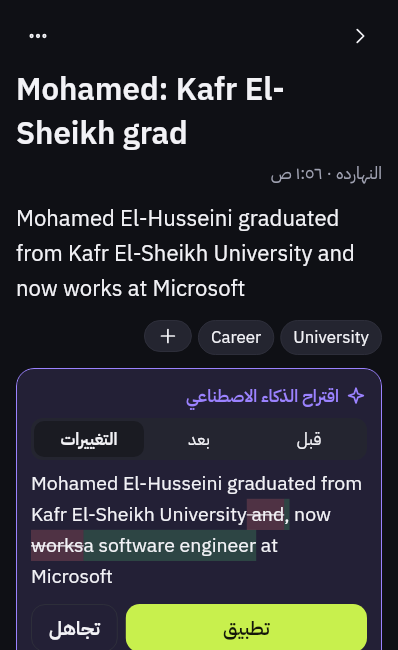 Mohamed: Kafr El-
Sheikh grad
النهارده · ١:٥٦ ص
Mohamed El-Husseini graduated
from Kafr El-Sheikh University and
now works at Microsoft
University Career +
اقتراح الذكاء الاصطناعي
قبل بعد التغييرات
Mohamed El-Husseini graduated from
Kafr El-Sheikh University and, now
worksa software engineer at
Microsoft
تطبيق تجاهل